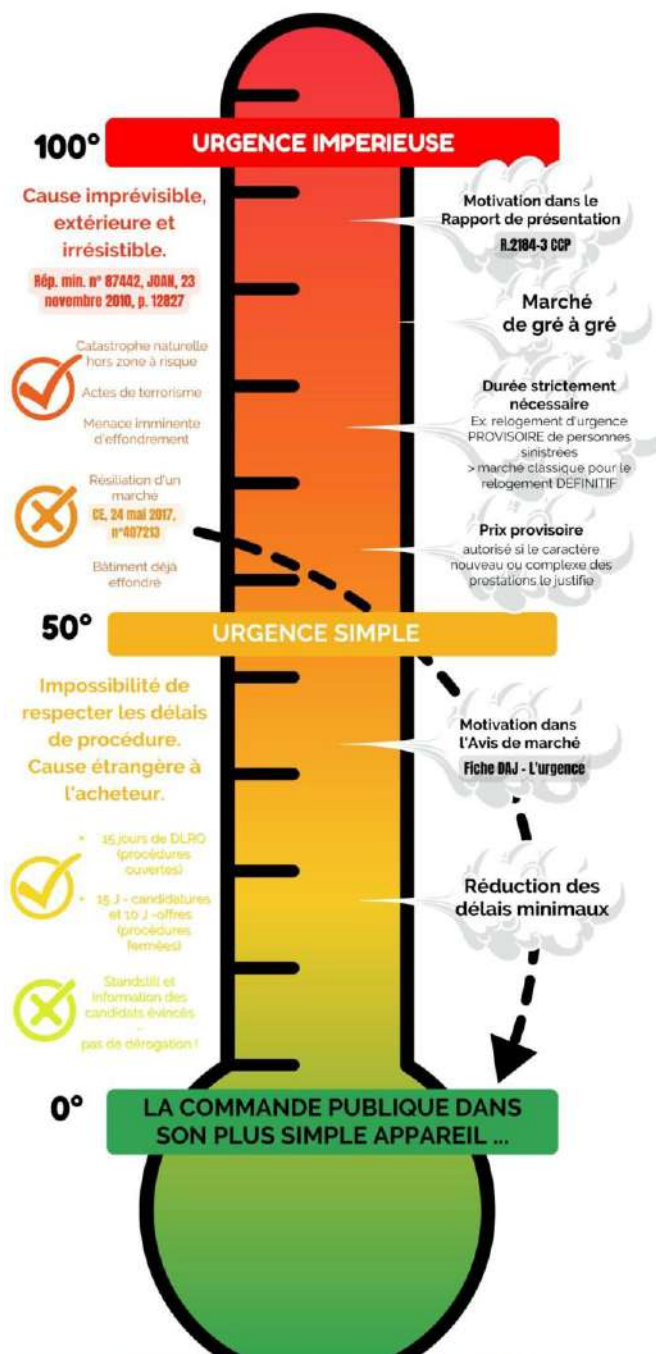 100°
URGENCE IMPERIEUSE
Cause imprévisible,
extérieure et
irrésistible.
Rép. min. n° 87442, JOAN, 23
novembre 2010, p. 12827
Catastrophe naturelle
hors zone à risque
Actes de terrorisme
Menace imminente
d'effondrement
Résiliation d'un
marché
CE, 24 mai 2017,
n°407213
Bâtiment déjà
effondré
Motivation dans le
Rapport de présentation
R.2184-3 CCP
Marché
de gré à gré
Durée strictement
nécessaire
Ex. relogement d'urgence
PROVISOIRE de personnes
sinistrées
> marché classique pour le
relogement DEFINITIF
Prix provisoire
autorisé si le caractère
nouveau ou complexe des
prestations le justifie
50°
URGENCE SIMPLE
Impossibilité de
respecter les délais
de procédure.
Cause étrangère à
l'acheteur.
• 15 jours de DLRO
(procédures
ouvertes)
• 15 J - candidatures
et 10 J -offres
(procédures
fermées)
Standstill et
Information des
candidats évincés
-
pas de dérogation !
Motivation dans
l'Avis de marché
Fiche DAJ - L'urgence
Réduction des
délais minimaux
0°
LA COMMANDE PUBLIQUE DANS
SON PLUS SIMPLE APPAREIL ...